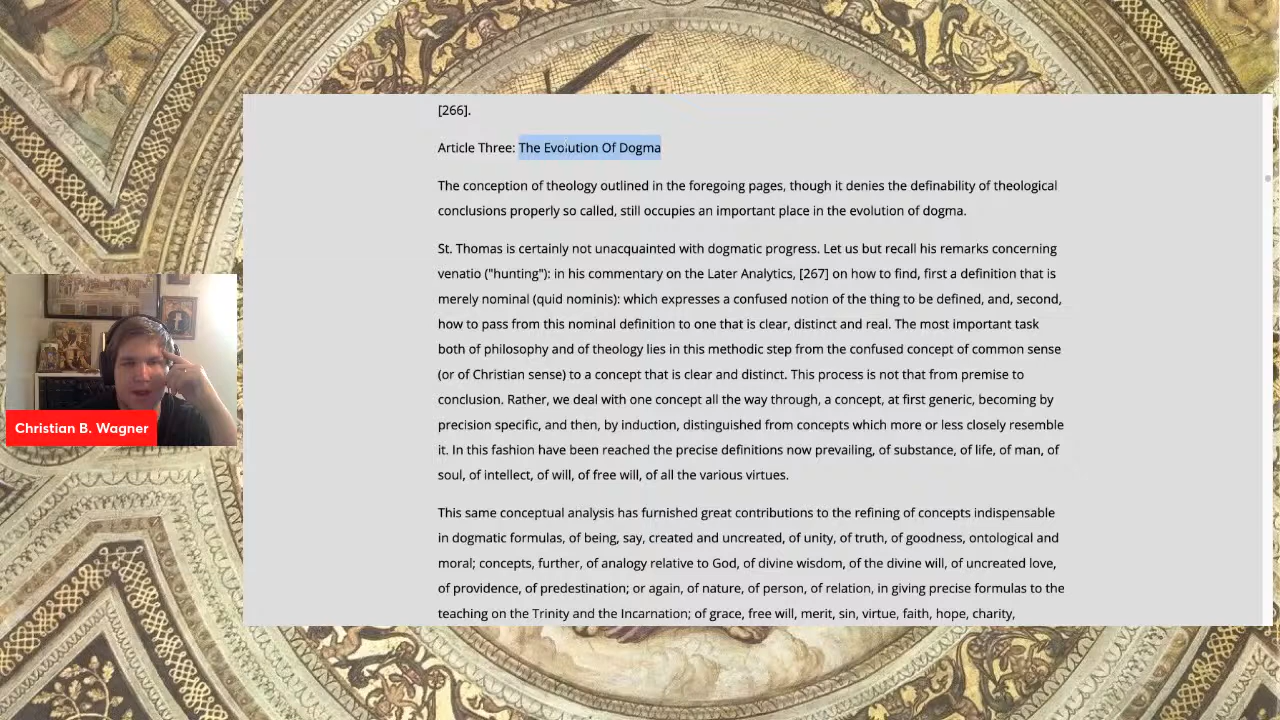 [266].
Article Three: The Evolution Of Dogma
The conception of theology outlined in the foregoing pages, though it denies the definability of theological
conclusions properly so called, still occupies an important place in the evolution of dogma.
St. Thomas is certainly not unacquainted with dogmatic progress. Let us but recall his remarks concerning
venatio ("hunting"): in his commentary on the Later Analytics, [267] on how to find, first a definition that is
merely nominal (quid nominis): which expresses a confused notion of the thing to be defined, and, second,
how to pass from this nominal definition to one that is clear, distinct and real. The most important task
both of philosophy and of theology lies in this methodic step from the confused concept of common sense
(or of Christian sense) to a concept that is clear and distinct. This process is not that from premise to
conclusion. Rather, we deal with one concept all the way through, a concept, at first generic, becoming by
precision specific, and then, by induction, distinguished from concepts which more or less closely resemble
it. In this fashion have been reached the precise definitions now prevailing, of substance, of life, of man, of
soul, of intellect, of will, of free will, of all the various virtues.
This same conceptual analysis has furnished great contributions to the refining of concepts indispensable
in dogmatic formulas, of being, say, created and uncreated, of unity, of truth, of goodness, ontological and
moral; concepts, further, of analogy relative to God, of divine wisdom, of the divine will, of uncreated love,
of providence, of predestination; or again, of nature, of person, of relation, in giving precise formulas to the
teaching on the Trinity and the Incarnation; of grace, free will, merit, sin, virtue, faith, hope, charity,
Christian B. Wagner